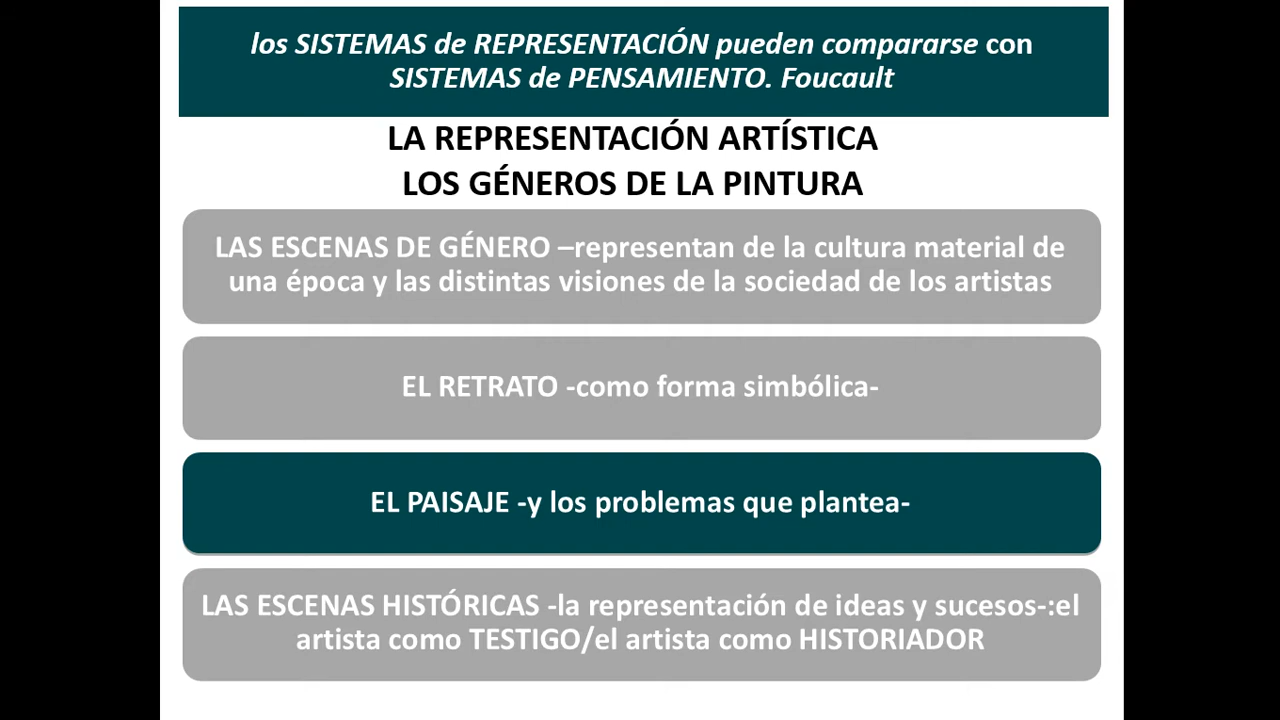 los SISTEMAS de REPRESENTACIÓN pueden compararse con
SISTEMAS de PENSAMIENTO. Foucault
LA REPRESENTACIÓN ARTÍSTICA
LOS GÉNEROS DE LA PINTURA
LAS ESCENAS DE GÉNERO –representan de la cultura material de
una época y las distintas visiones de la sociedad de los artistas
EL RETRATO -como forma simbólica-
EL PAISAJE -y los problemas que plantea-
LAS ESCENAS HISTÓRICAS -la representación de ideas y sucesos-:el
artista como TESTIGO/el artista como HISTORIADOR